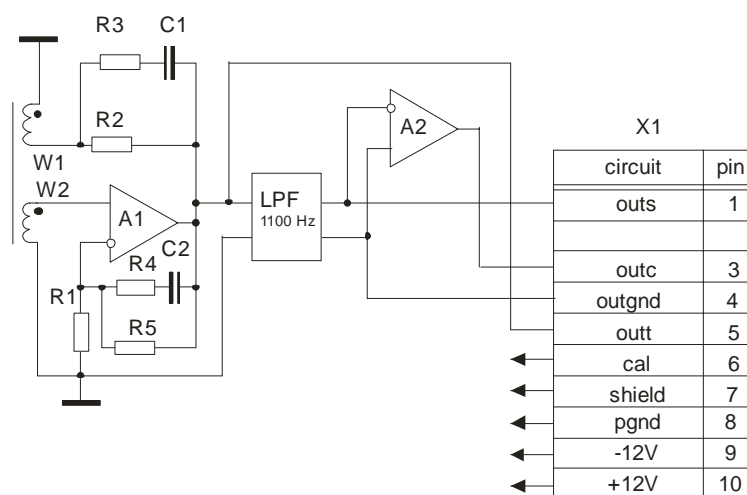 R3
C1
R2
W1
W2
A1
C2
R4
R1
R5
LPF
1100 Hz
A2
X1
circuit pin
outs 1
outc 3
outgnd 4
outt 5
cal 6
shield 7
pgnd 8
-12V 9
+12V 10